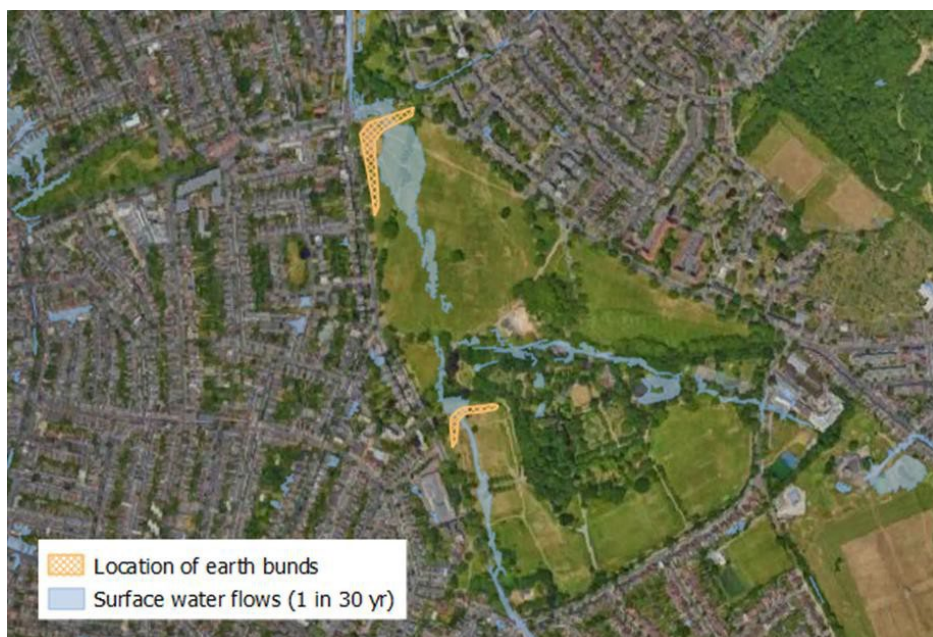 Location of earth bunds
Surface water flows (1 in 30 yr)